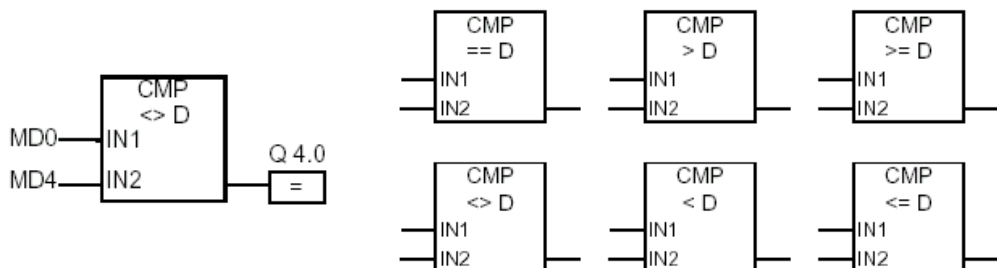 CMP
<> D
MD0 IN1
MD4 IN2
Q 4.0
=
CMP
== D
IN1
IN2
CMP
> D
IN1
IN2
CMP
>= D
IN1
IN2
CMP
<> D
IN1
IN2
CMP
< D
IN1
IN2
CMP
<= D
IN1
IN2